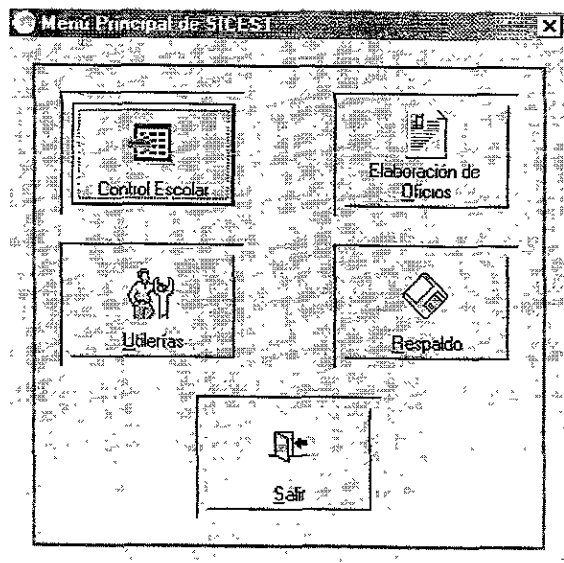 Menú Principal de SICEST
Control Escolar
Elaboración de
Oficios
Utilerías
Respaldo
Salir